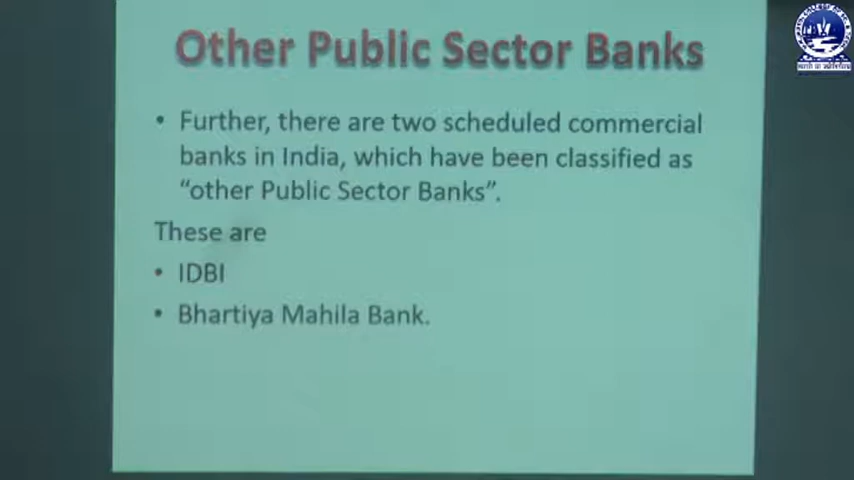 Other Public Sector Banks
• Further, there are two scheduled commercial
banks in India, which have been classified as
“other Public Sector Banks”.
These are
• IDBI
• Bhartiya Mahila Bank.